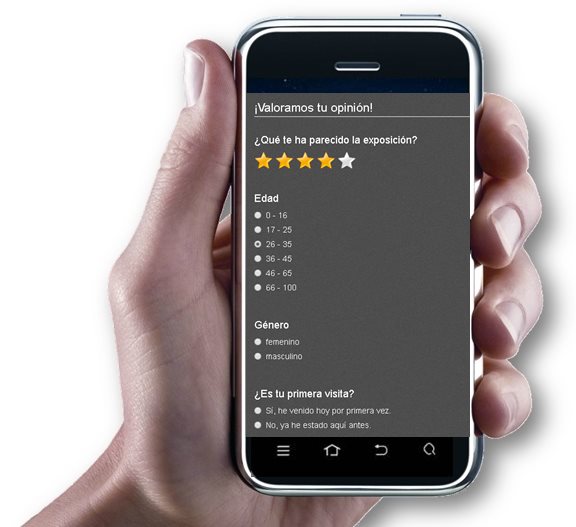 ¡Valoramos tu opinión!
¿Qué te ha parecido la exposición?
Edad
0 - 16
17 - 25
26 - 35
36 - 45
46 - 65
66 - 100
Género
femenino
masculino
¿Es tu primera visita?
Sí, he venido hoy por primera vez.
No, ya he estado aquí antes.